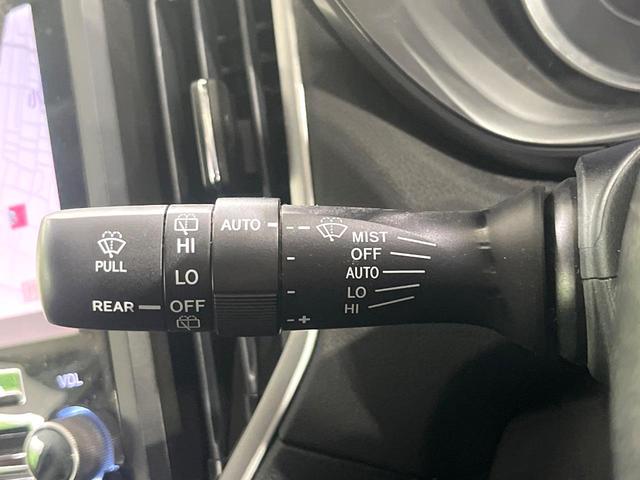 PULL
REAR
HI
LO
OFF
AUTO
- +
MIST
OFF
AUTO
LO
HI
VOL